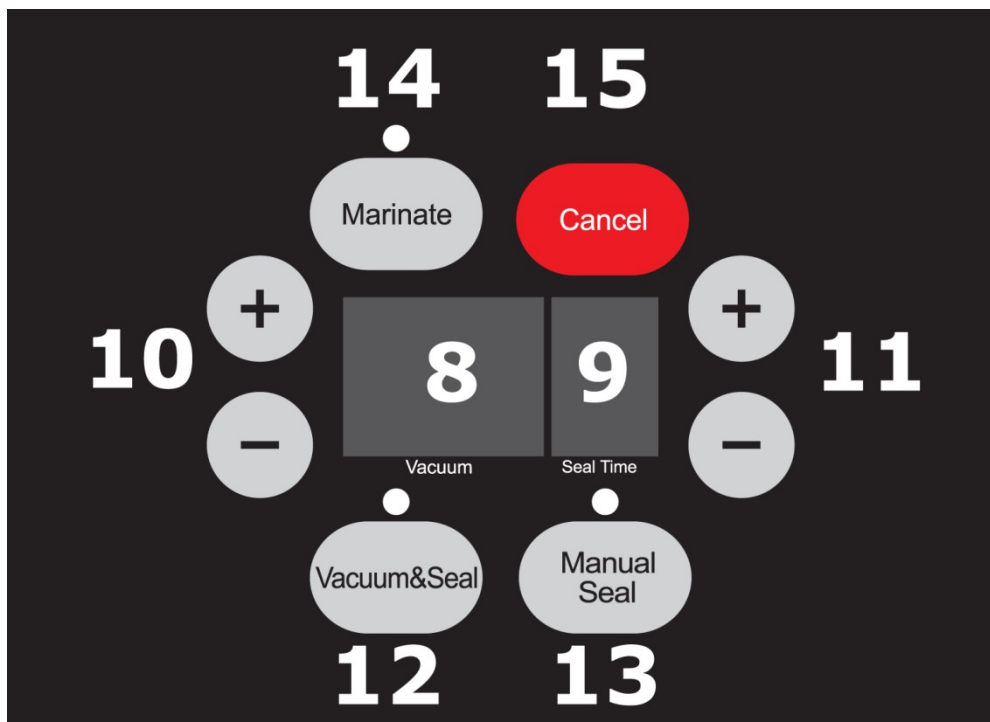 14 15
Marinate Cancel
+ +
10 8 9 11
− −
Vacuum Seal Time
Vacuum&Seal Manual
Seal
12 13